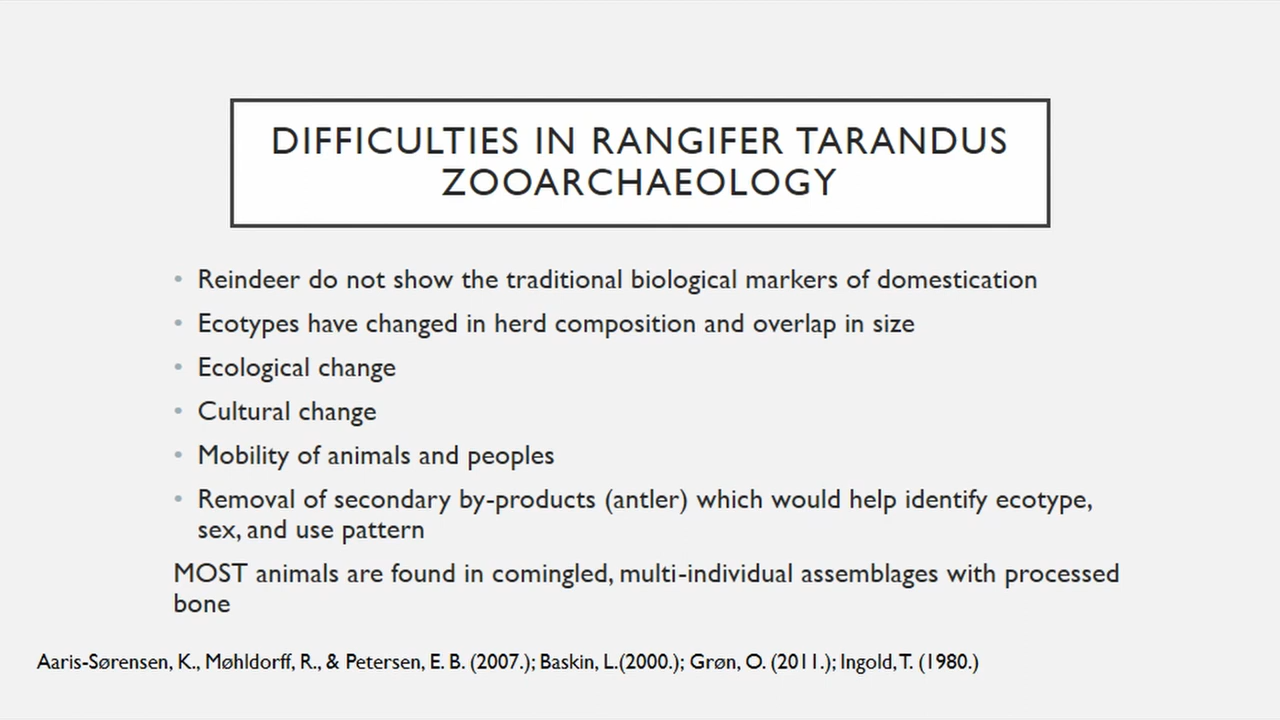 DIFFICULTIES IN RANGIFER TARANDUS
ZOOARCHAEOLOGY
• Reindeer do not show the traditional biological markers of domestication
• Ecotypes have changed in herd composition and overlap in size
• Ecological change
• Cultural change
• Mobility of animals and peoples
• Removal of secondary by-products (antler) which would help identify ecotype,
sex, and use pattern
MOST animals are found in comingled, multi-individual assemblages with processed
bone
Aaris-Sørensen, K., Møhldorff, R., & Petersen, E. B. (2007.); Baskin, L.(2000.); Grøn, O. (2011.); Ingold, T. (1980.)